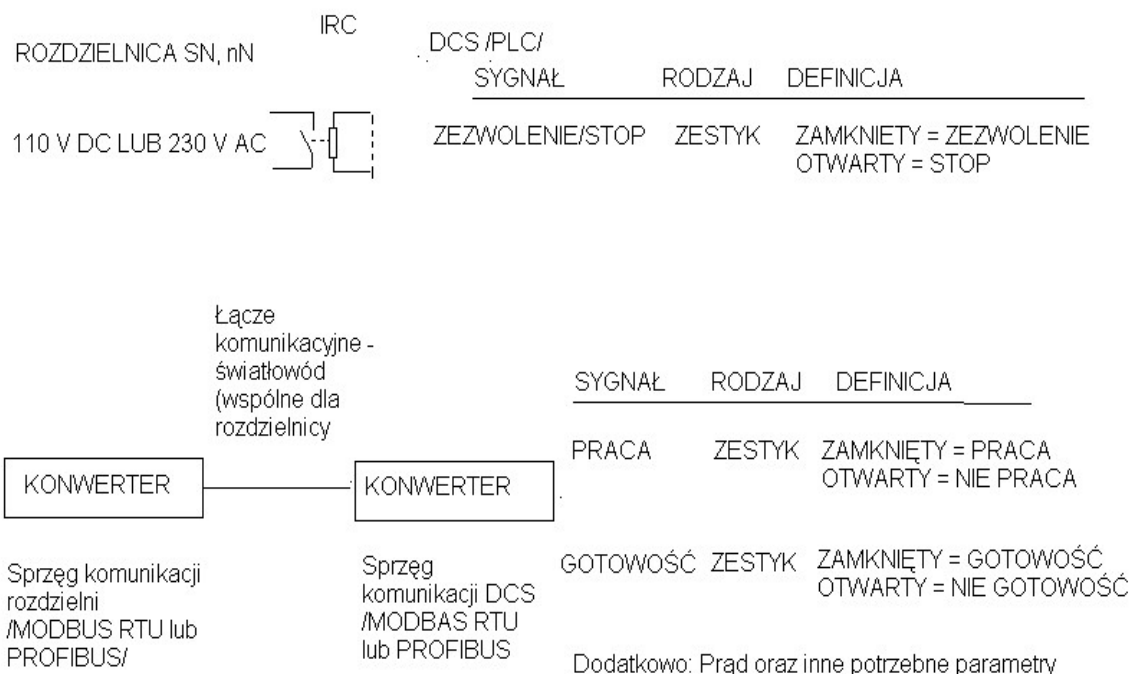 IRC
ROZDZIELNICA SN, nN
DCS /PLC/
SYGNAŁ RODZAJ DEFINICJA
110 V DC LUB 230 V AC
ZEZWOLENIE/STOP ZESTYK ZAMKNIETY = ZEZWOLENIE
OTWARTY = STOP
Łącze
komunikacyjne -
światłowód
(wspólne dla
rozdzielnicy
SYGNAŁ RODZAJ DEFINICJA
PRACA ZESTYK ZAMKNIĘTY = PRACA
OTWARTY = NIE PRACA
KONWERTER
KONWERTER
GOTOWOŚĆ ZESTYK ZAMKNIĘTY = GOTOWOŚĆ
OTWARTY = NIE GOTOWOŚĆ
Sprzęg komunikacji
rozdzielni
/MODBUS RTU lub
PROFIBUS/
Sprzęg
komunikacji DCS
/MODBAS RTU
lub PROFIBUS
Dodatkowo: Prąd oraz inne potrzebne parametry